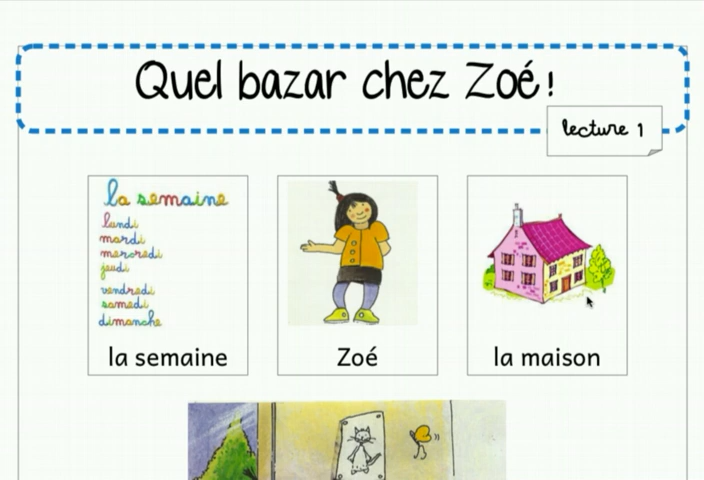 Quel bazar chez Zoé !
lecture 1
la semaine
lundi
mardi
mercredi
jeudi
vendredi
samedi
dimanche
la semaine
Zoé
la maison